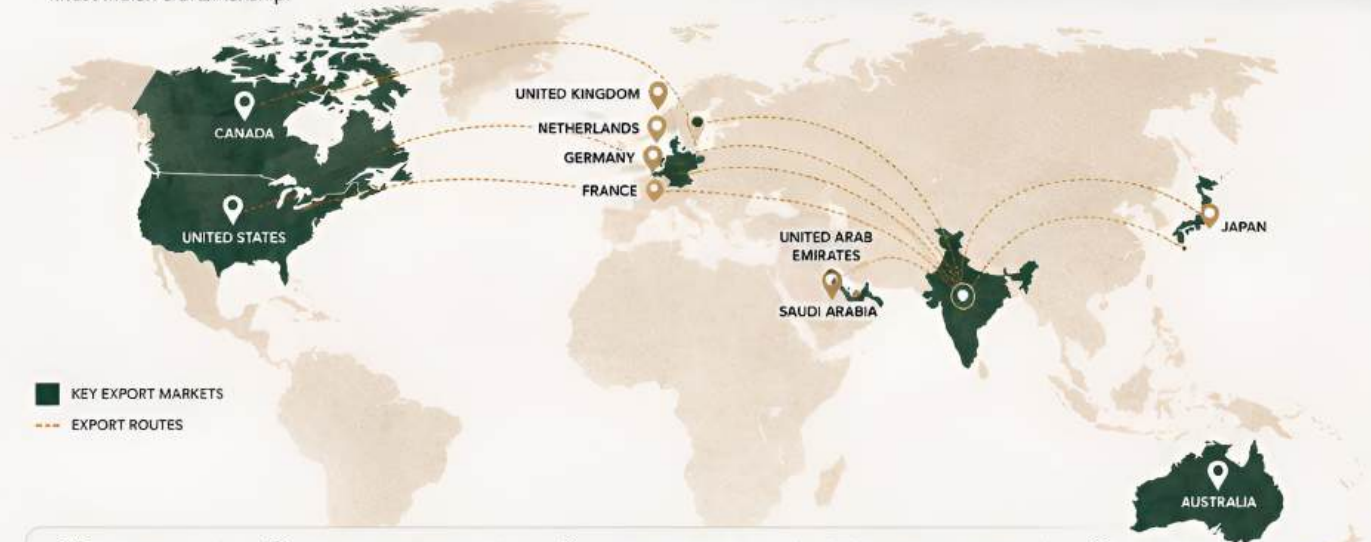 UNITED KINGDOM
NETHERLANDS
CANADA
GERMANY
FRANCE
UNITED STATES
UNITED ARAB
EMIRATES
JAPAN
SAUDI ARABIA
KEY EXPORT MARKETS
EXPORT ROUTES
AUSTRALIA